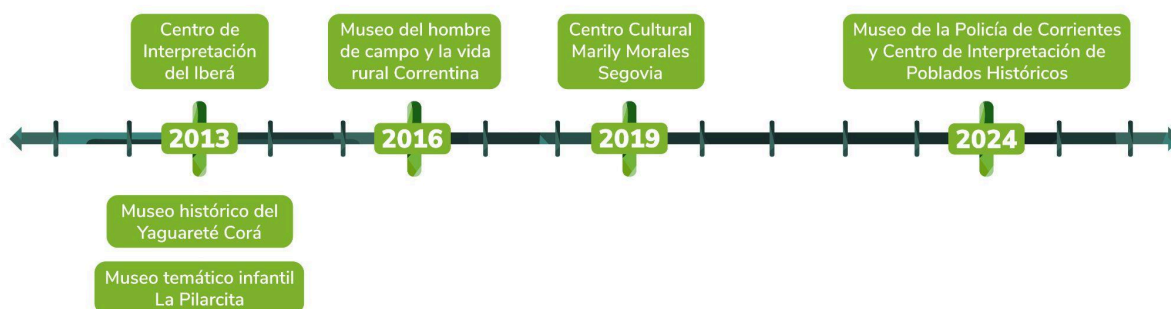 Centro de
Interpretación
del Iberá
Museo del hombre
de campo y la vida
rural Correntina
Centro Cultural
Marily Morales
Segovia
Museo de la Policía de Corrientes
y Centro de Interpretación de
Poblados Históricos
2013
2016
2019
2024
Museo histórico del
Yaguareté Corá
Museo temático infantil
La Pilarcita